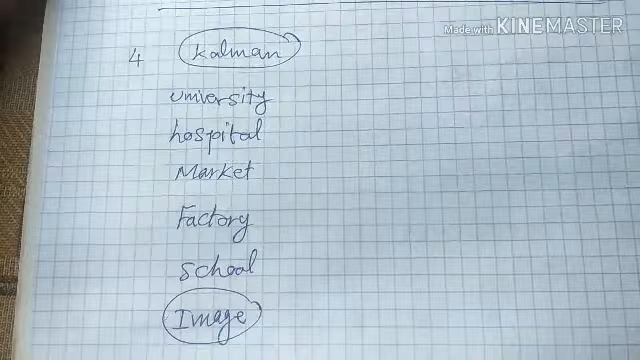 Made with KINEMASTER
4 Kalman
University
hospital
Market
Factory
School
Image